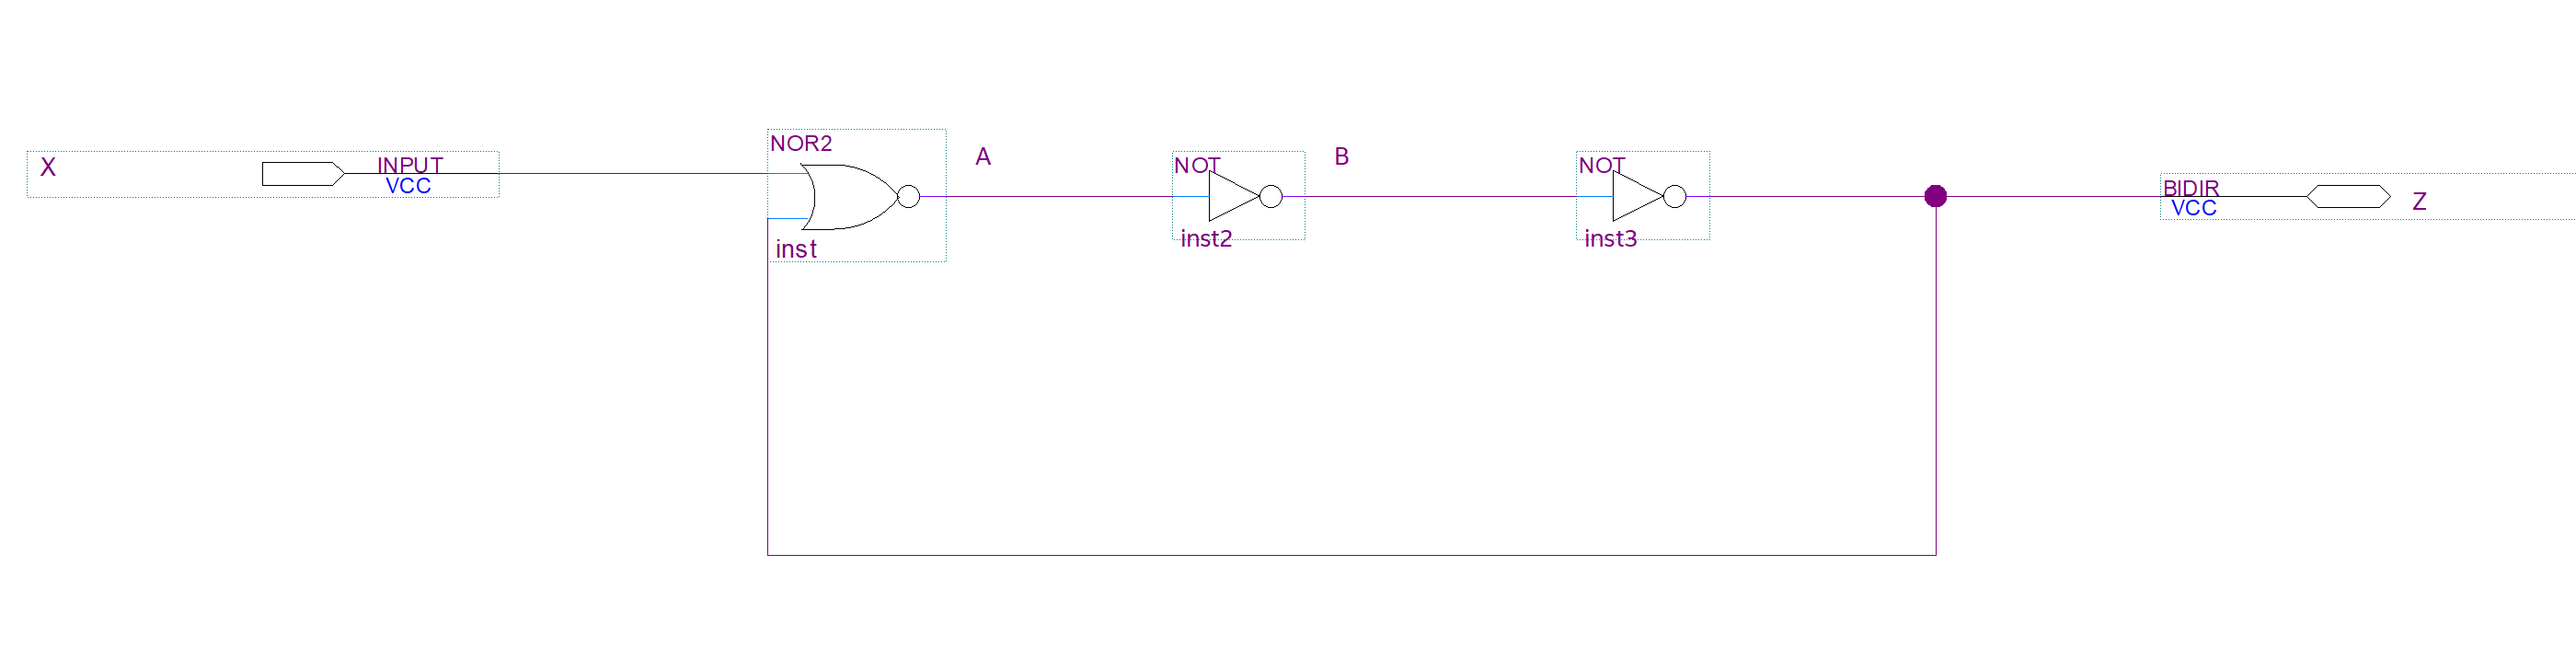 X
INPUT
VCC
NOR2
inst
A
NOT
inst2
B
NOT
inst3
BIDIR
VCC
Z